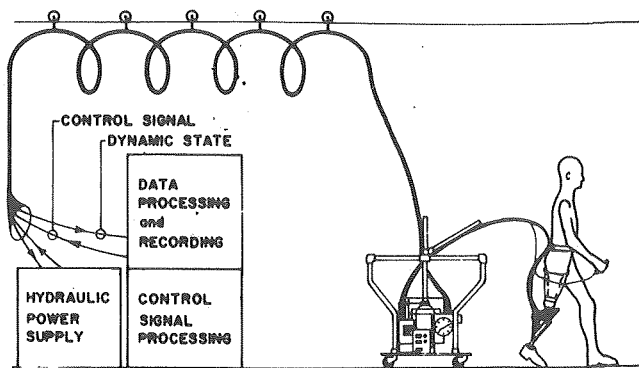 CONTROL SIGNAL
DYNAMIC STATE
DATA
PROCESSING
and
RECORDING
HYDRAULIC
POWER
SUPPLY
CONTROL
SIGNAL
PROCESSING